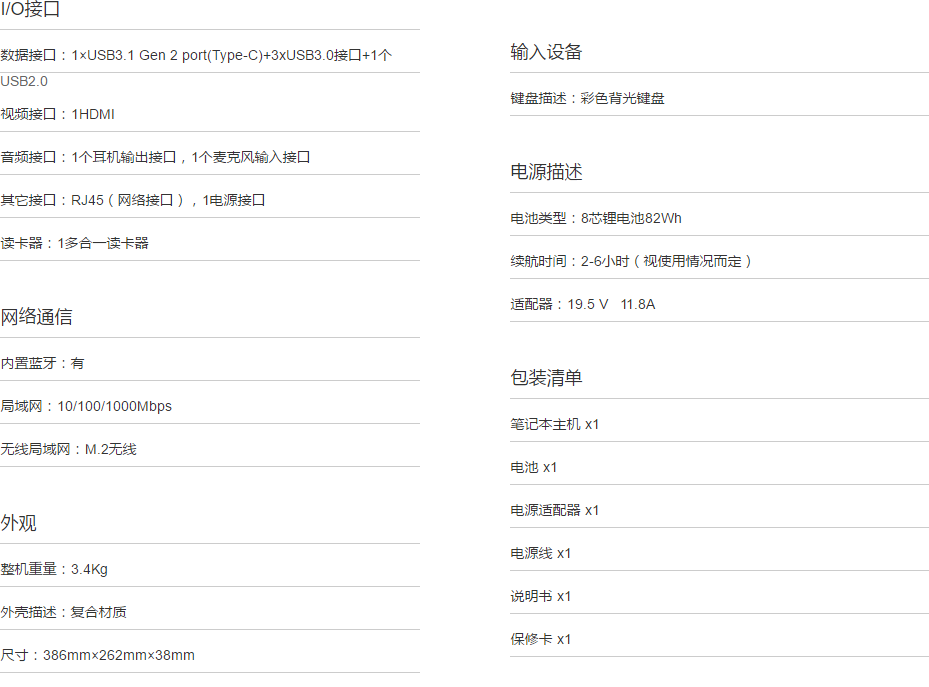 I/O接口
数据接口：1×USB3.1 Gen 2 port(Type-C)+3xUSB3.0接口+1个
USB2.0
视频接口：1HDMI
音频接口：1个耳机输出接口，1个麦克风输入接口
其它接口：RJ45（网络接口），1电源接口
读卡器：1多合一读卡器
网络通信
内置蓝牙：有
局域网：10/100/1000Mbps
无线局域网：M.2无线
外观
整机重量：3.4Kg
外壳描述：复合材质
尺寸：386mm×262mm×38mm
输入设备
键盘描述：彩色背光键盘
电源描述
电池类型：8芯锂电池82Wh
续航时间：2-6小时（视使用情况而定）
适配器：19.5 V   11.8A
包装清单
笔记本主机 x1
电池 x1
电源适配器 x1
电源线 x1
说明书 x1
保修卡 x1